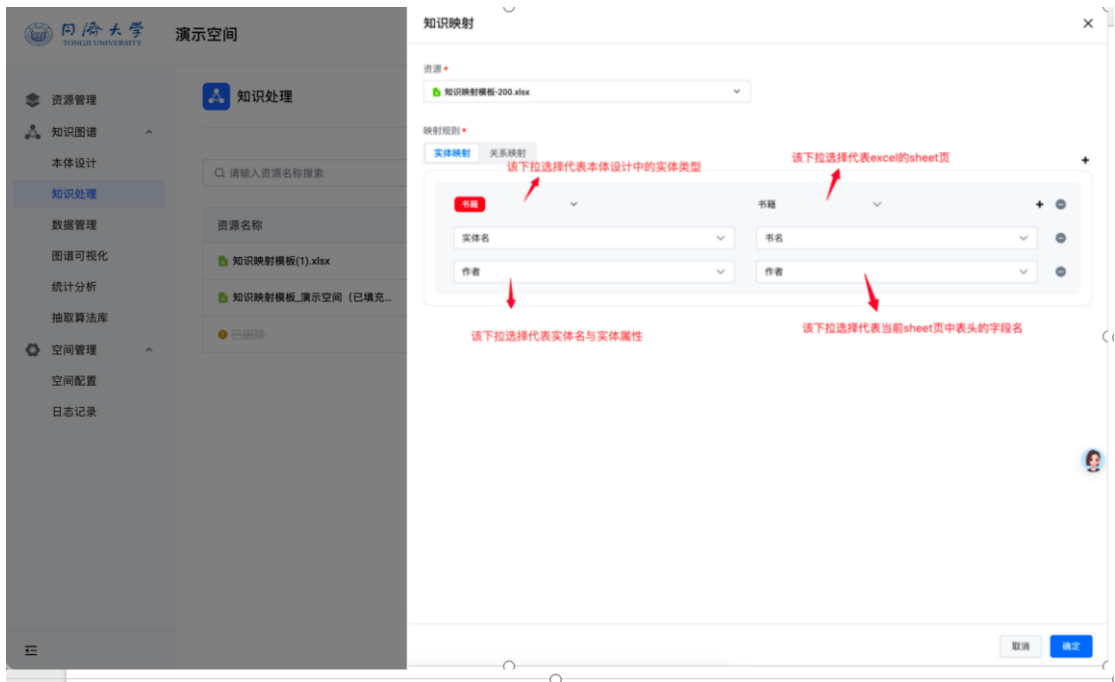 同济大学
TONGJI UNIVERSITY
演示空间
资源管理
知识图谱
本体设计
知识处理
数据管理
图谱可视化
统计分析
抽取算法库
空间管理
空间配置
日志记录
知识处理
请输入资源名称搜索
资源名称
知识映射模板(1).xlsx
知识映射模板_演示空间（已填充...
已删除
知识映射
资源 *
知识映射模板-200.xlsx
映射规则 *
实体映射 关系映射
该下拉选择代表本体设计中的实体类型
该下拉选择代表excel的sheet页
书籍 书籍
实体名 书名
作者 作者
该下拉选择代表实体名与实体属性
该下拉选择代表当前sheet页中表头的字段名
取消 确定